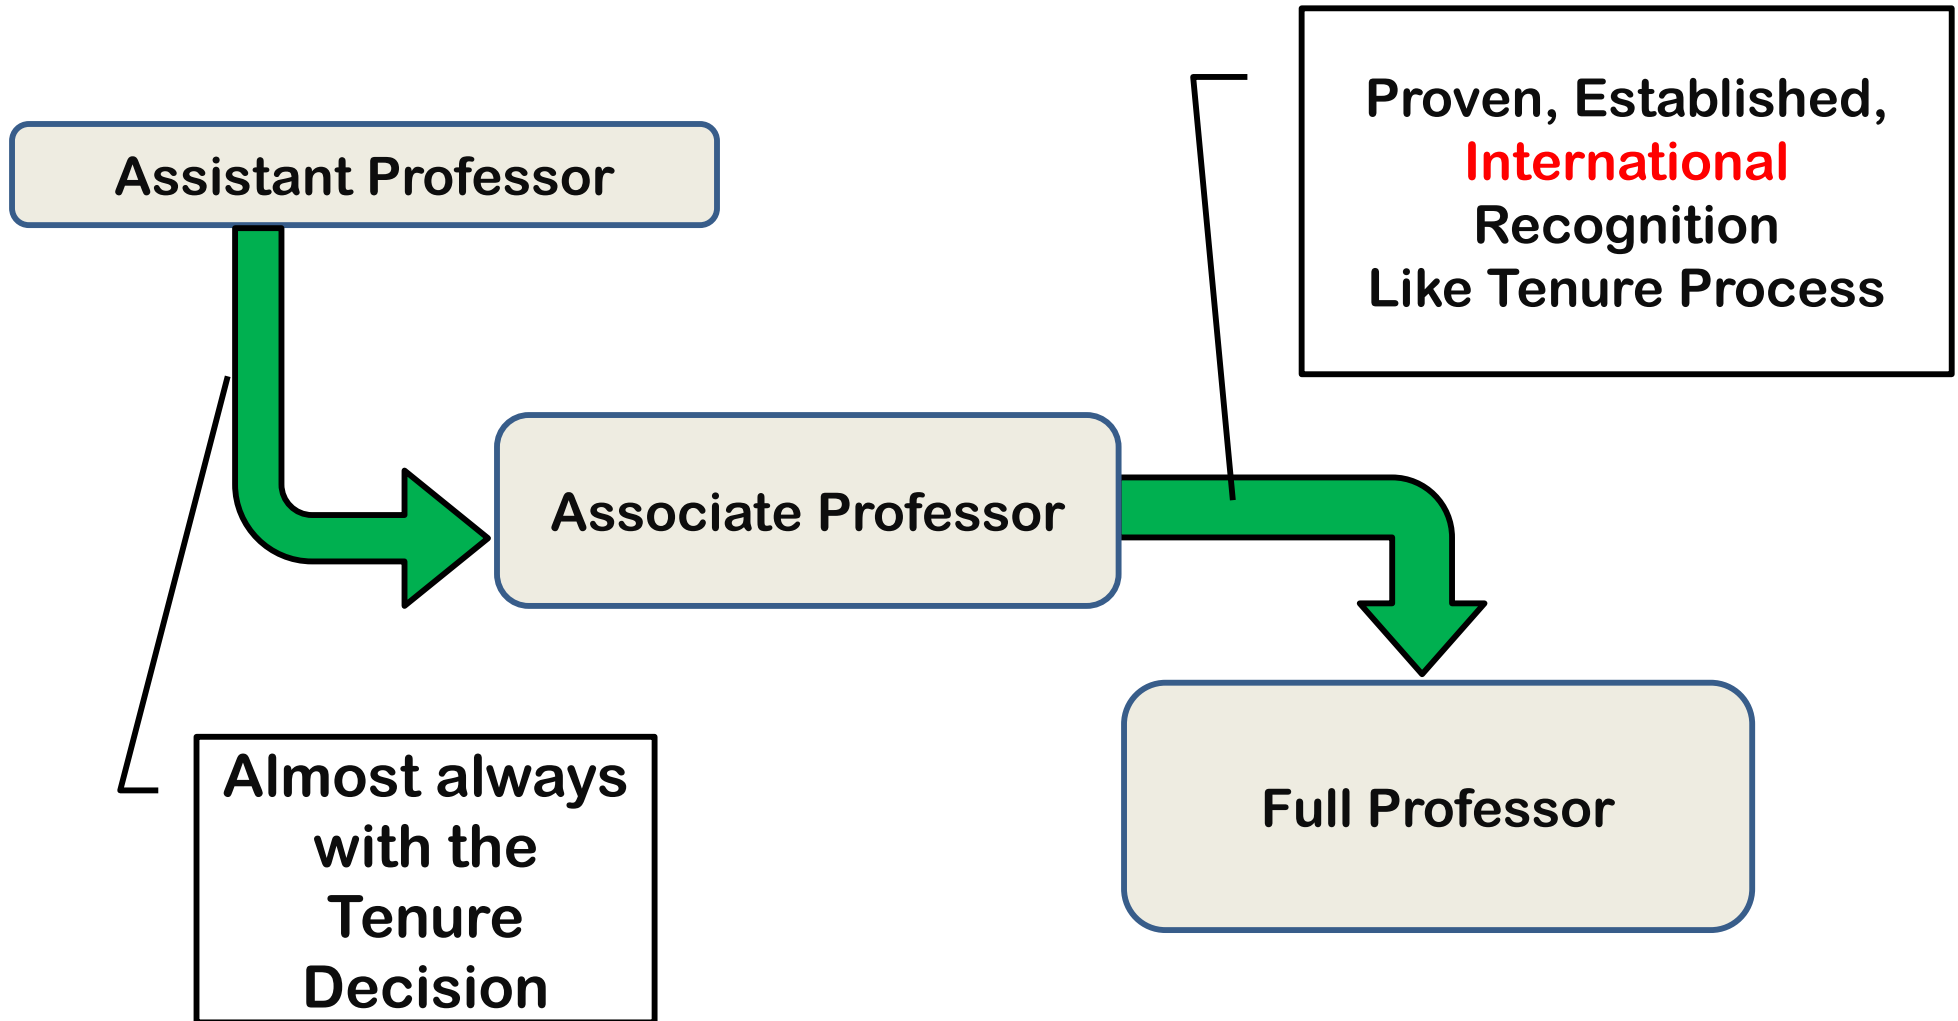 Assistant Professor
Proven, Established,
International
Recognition
Like Tenure Process
Associate Professor
Almost always
with the
Tenure
Decision
Full Professor